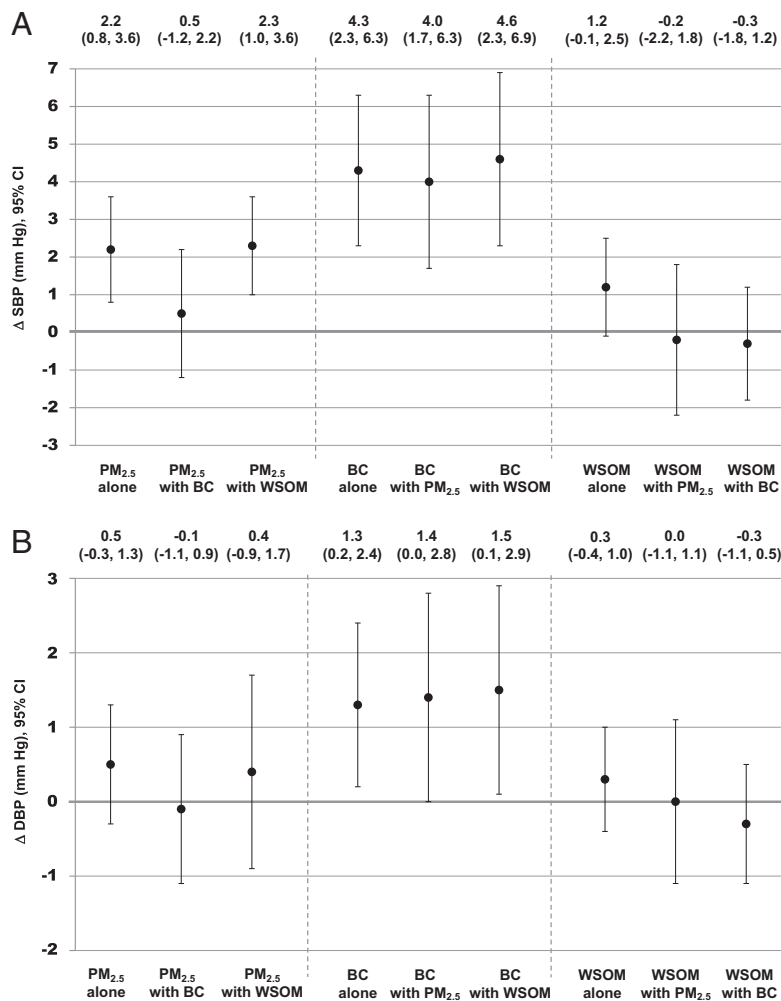 A
2.2 0.5 2.3 4.3 4.0 4.6 1.2 -0.2 -0.3
(0.8, 3.6) (-1.2, 2.2) (1.0, 3.6) (2.3, 6.3) (1.7, 6.3) (2.3, 6.9) (-0.1, 2.5) (-2.2, 1.8) (-1.8, 1.2)
7
6
5
4
3
2
1
0
-1
-2
-3
Δ SBP (mm Hg), 95% CI
PM2.5 PM2.5 PM2.5 BC BC BC WSOM WSOM WSOM
alone with BC with WSOM alone with PM2.5 with WSOM alone with PM2.5 with BC
B
0.5 -0.1 0.4 1.3 1.4 1.5 0.3 0.0 -0.3
(-0.3, 1.3) (-1.1, 0.9) (-0.9, 1.7) (0.2, 2.4) (0.0, 2.8) (0.1, 2.9) (-0.4, 1.0) (-1.1, 1.1) (-1.1, 0.5)
3
2
1
0
-1
-2
Δ DBP (mm Hg), 95% CI
PM2.5 PM2.5 PM2.5 BC BC BC WSOM WSOM WSOM
alone with BC with WSOM alone with PM2.5 with WSOM alone with PM2.5 with BC